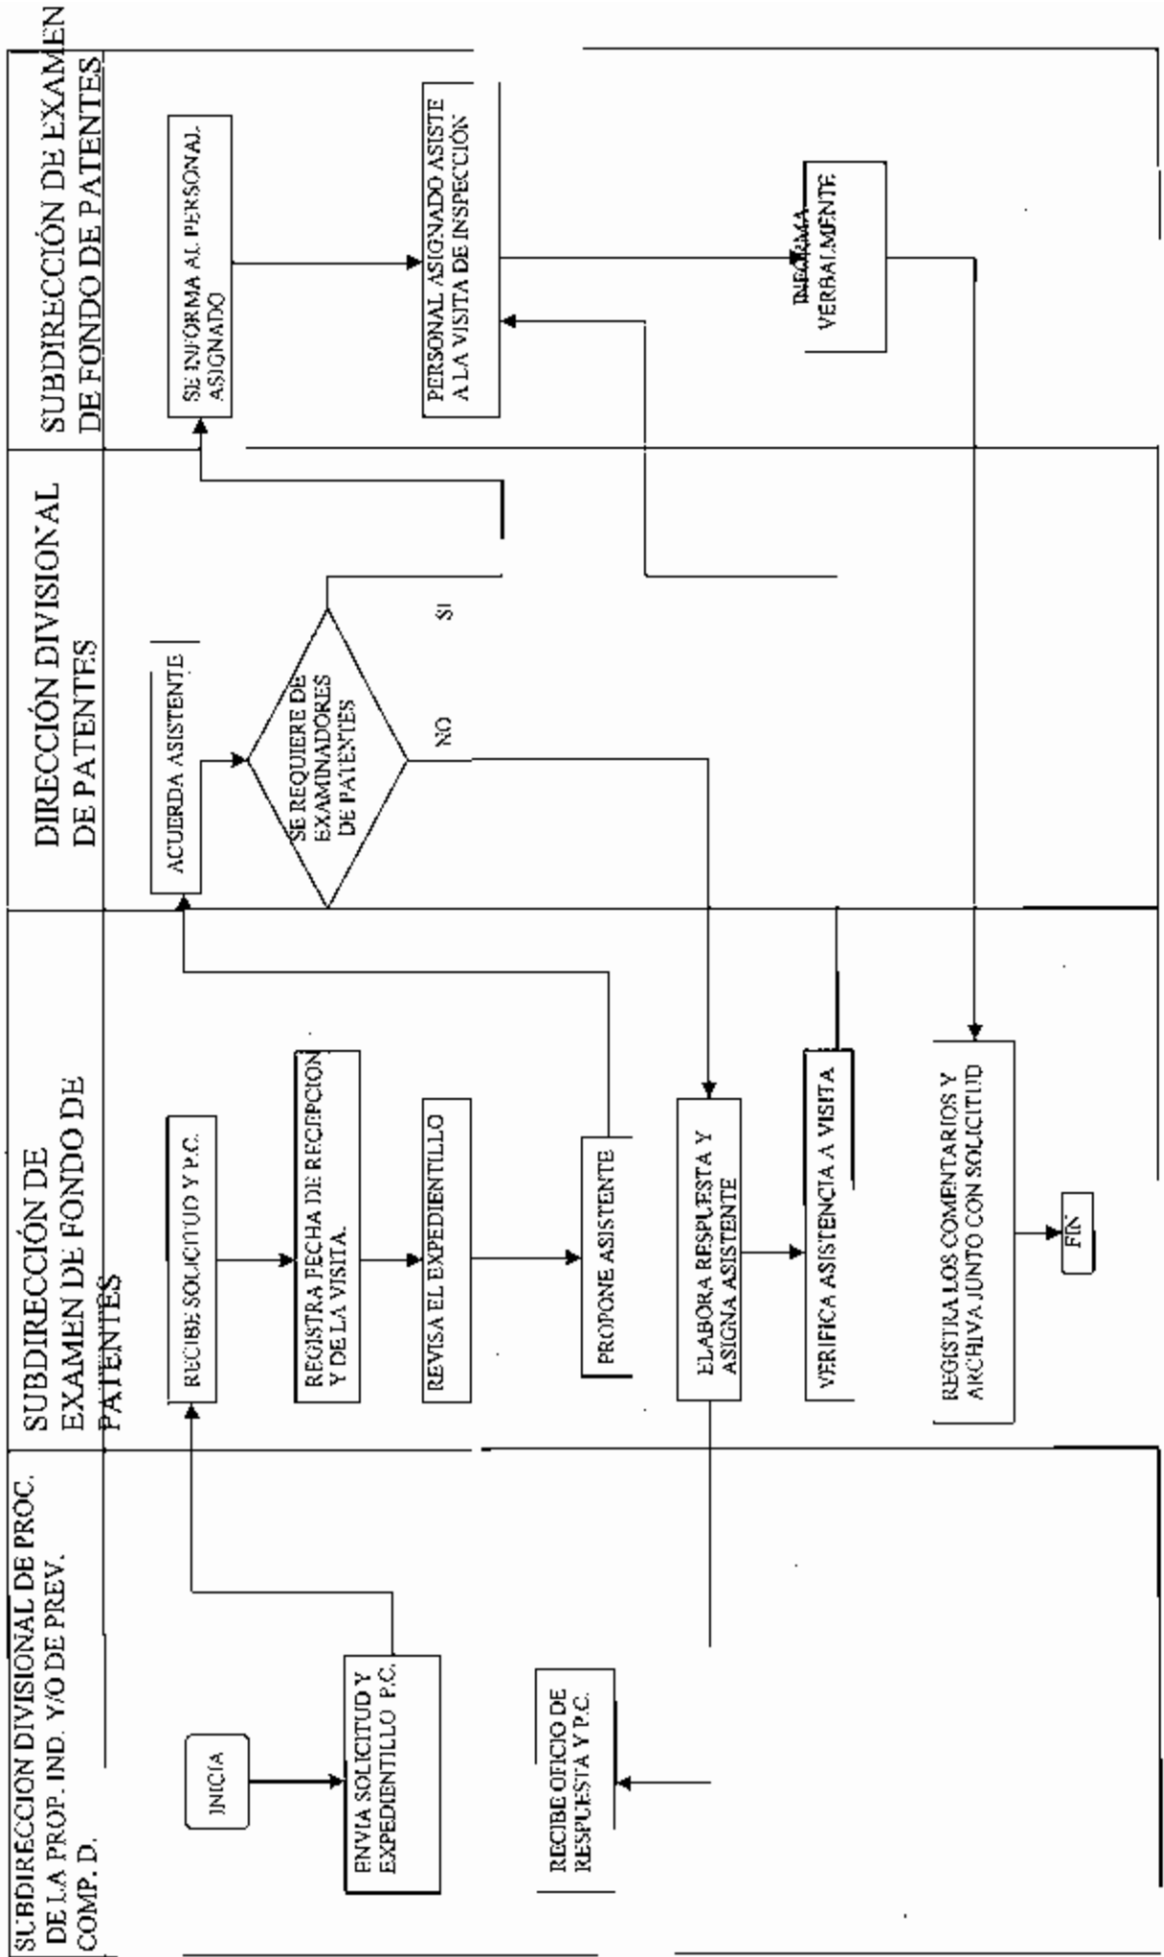 SUBDIRECCION DIVISIONAL DE PROC.
DE LA PROP. IND. Y/O DE PREV.
COMP. D.
SUBDIRECCIÓN DE
EXAMEN DE FONDO DE
PATENTES
DIRECCIÓN DIVISIONAL
DE PATENTES
SUBDIRECCIÓN DE EXAMEN
DE FONDO DE PATENTES
INICIA
ENVIA SOLICITUD Y
EXPEDIENTILLO P.C.
RECIBE OFICIO DE
RESPUESTA Y P.C.
RECIBE SOLICITUD Y P.C.
REGISTRA FECHA DE RECEPCION
Y DE LA VISITA.
REVISA EL EXPEDIENTILLO
PROPONE ASISTENTE
ELABORA RESPUESTA Y
ASIGNA ASISTENTE
VERIFICA ASISTENCIA A VISITA
REGISTRA LOS COMENTARIOS Y
ARCHIVA JUNTO CON SOLICITUD
FIN
ACUERDA ASISTENTE
SE REQUIERE DE
EXAMINADORES
DE PATENTES
NO
SI
SE INFORMA AL PERSONAL
ASIGNADO
PERSONAL ASIGNADO ASISTE
A LA VISITA DE INSPECCIÓN
INFORMA
VERBALMENTE